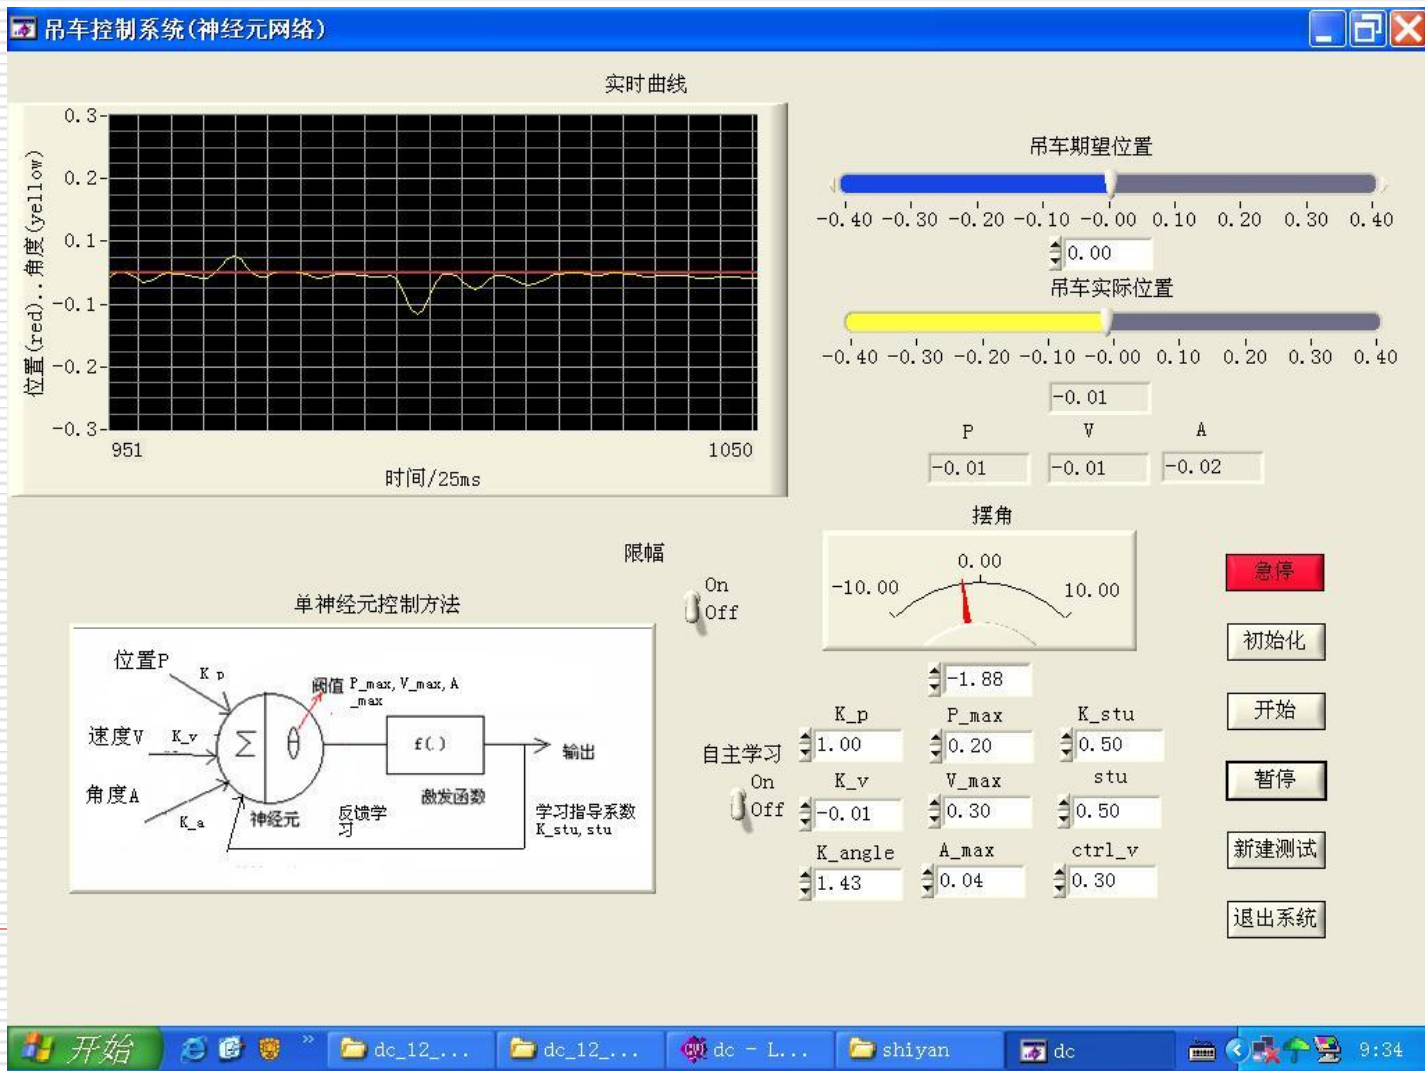 吊车控制系统(神经元网络)
实时曲线
位置(red)..角度(yellow)
0.3
0.2
0.1
-0.1
-0.2
-0.3
951
1050
时间/25ms
吊车期望位置
-0.40 -0.30 -0.20 -0.10 -0.00 0.10 0.20 0.30 0.40
0.00
吊车实际位置
-0.40 -0.30 -0.20 -0.10 -0.00 0.10 0.20 0.30 0.40
-0.01
P V A
-0.01 -0.01 -0.02
摆角
-10.00 0.00 10.00
-1.88
限幅
On
Off
单神经元控制方法
位置P
K p
速度V
K_v
角度A
K_a
Σ
θ
阀值 P_max, V_max, A
_max
f(.)
输出
神经元
反馈学
习
激发函数
学习指导系数
K_stu, stu
自主学习
On
Off
K_p P_max K_stu
1.00 0.20 0.50
K_v V_max stu
-0.01 0.30 0.50
K_angle A_max ctrl_v
1.43 0.04 0.30
急停
初始化
开始
暂停
新建测试
退出系统
开始
dc_12_...
dc_12_...
dc - L...
shiyan
dc
9:34